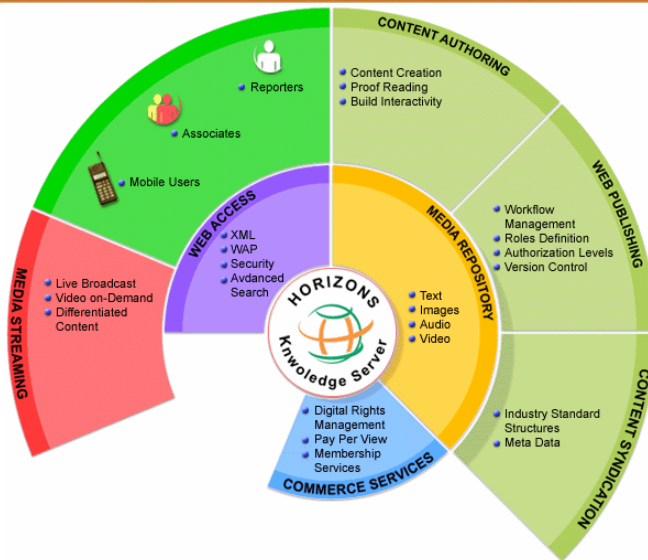 CONTENT AUTHORING
Content Creation
Proof Reading
Build Interactivity
Reporters
Associates
Mobile Users
WEB PUBLISHING
Workflow
Management
Roles Definition
Authorization Levels
Version Control
WEB ACCESS
XML
WAP
Security
Avdanced
Search
MEDIA REPOSITORY
Text
Images
Audio
Video
MEDIA STREAMING
Live Broadcast
Video on-Demand
Differentiated
Content
HORIZONS
Knwoledge Server
CONTENT SYNDICATION
Industry Standard
Structures
Meta Data
Digital Rights
Management
Pay Per View
Membership
Services
COMMERCE SERVICES